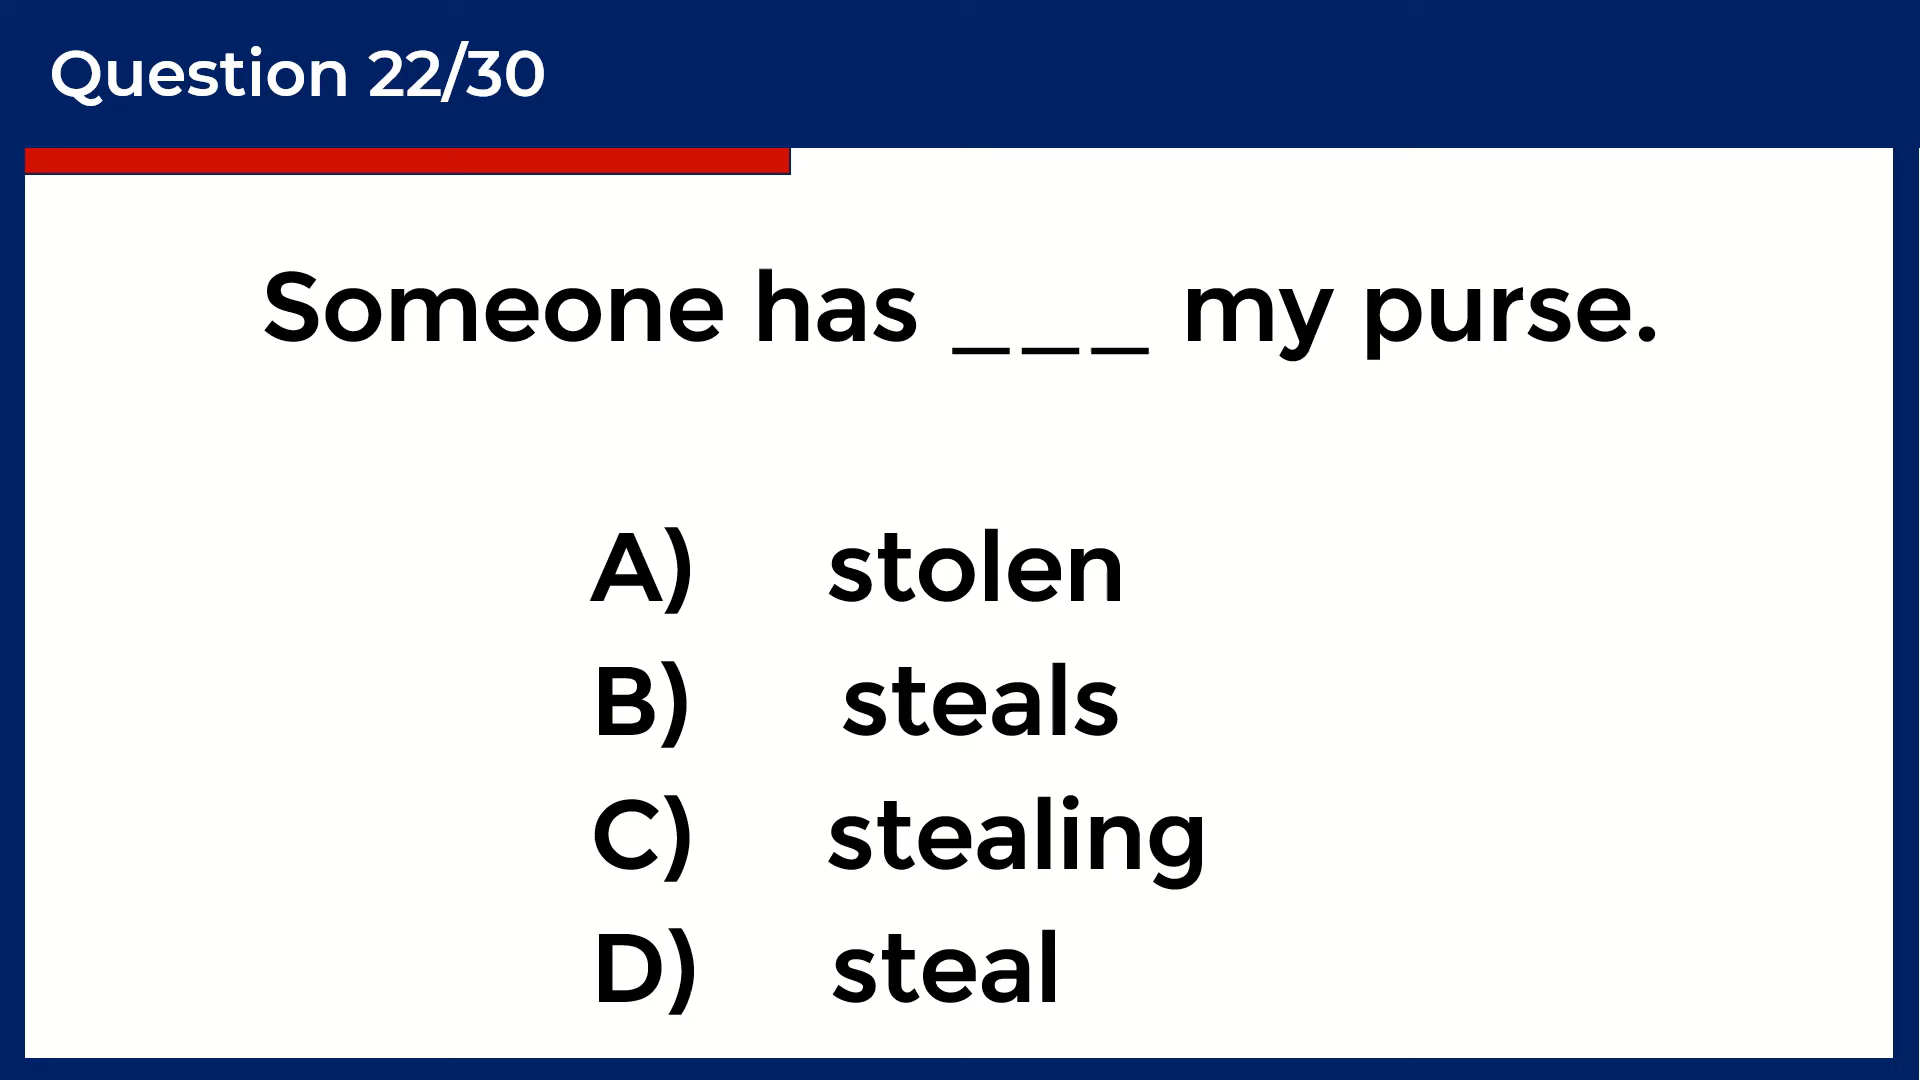 Question 22/30
Someone has ___ my purse.
A) stolen
B) steals
C) stealing
D) steal